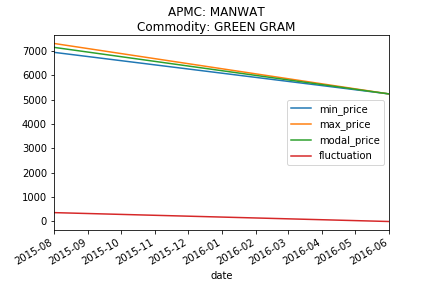 APMC: MANWAT
Commodity: GREEN GRAM
7000
6000
5000
4000
3000
2000
1000
0
min_price
max_price
modal_price
fluctuation
2015-08
2015-09
2015-10
2015-11
2015-12
2016-01
2016-02
2016-03
2016-04
2016-05
2016-06
date